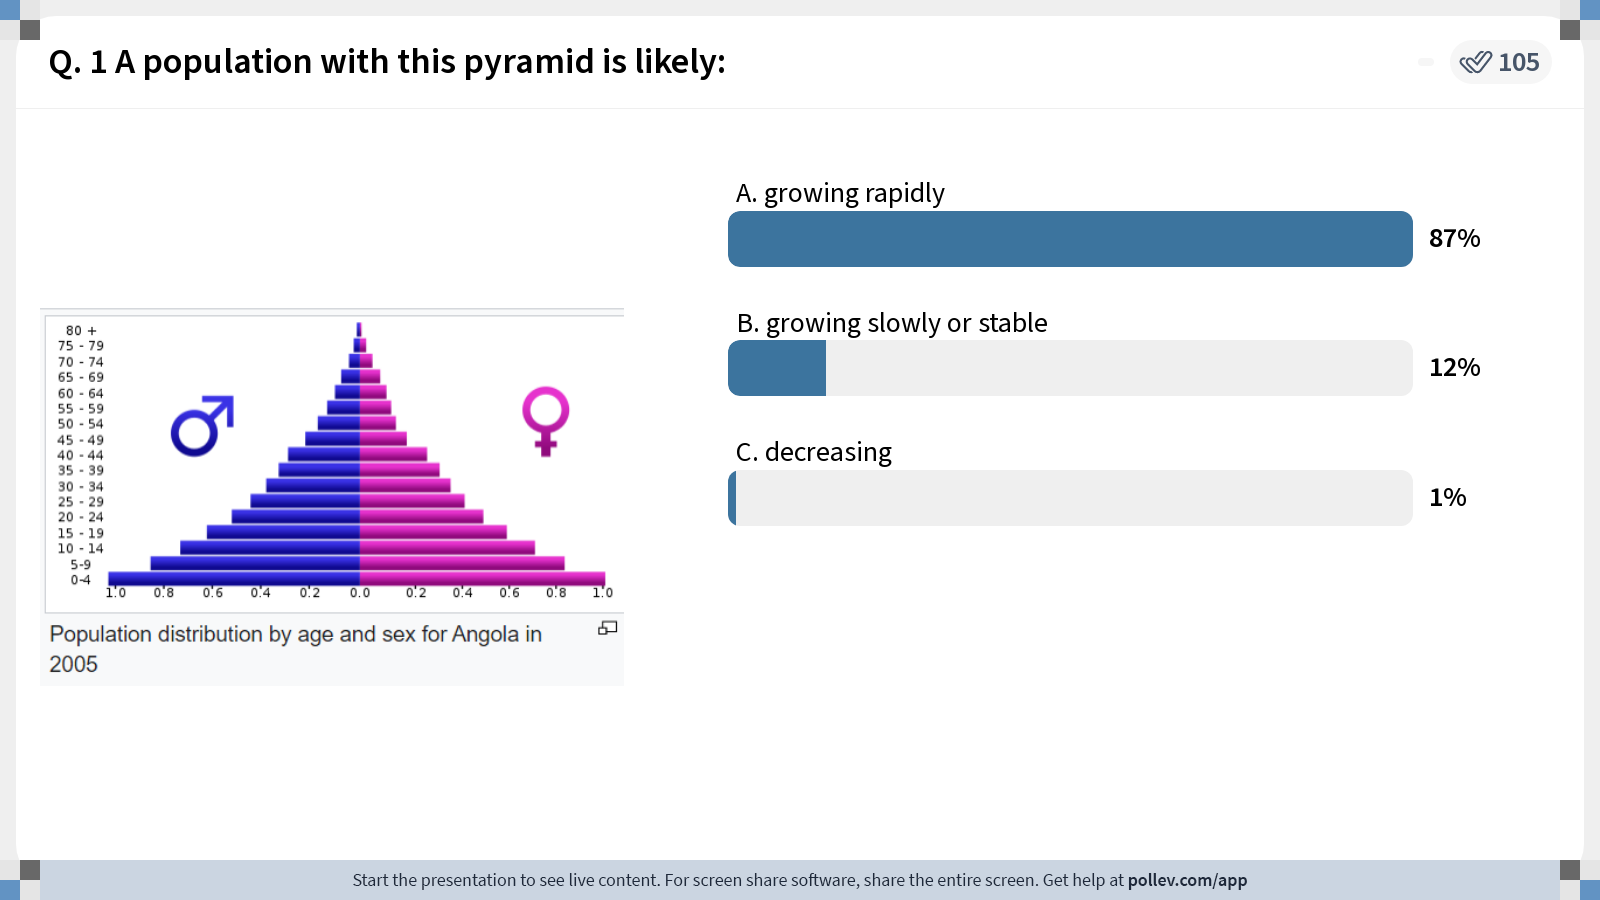 Q. 1 A population with this pyramid is likely:
105
A. growing rapidly
87%
B. growing slowly or stable
12%
C. decreasing
1%
80 +
75 - 79
70 - 74
65 - 69
60 - 64
55 - 59
50 - 54
45 - 49
40 - 44
35 - 39
30 - 34
25 - 29
20 - 24
15 - 19
10 - 14
5-9
0-4
1.0 0.8 0.6 0.4 0.2 0.0 0.2 0.4 0.6 0.8 1.0
Population distribution by age and sex for Angola in
2005
Start the presentation to see live content. For screen share software, share the entire screen. Get help at pollev.com/app